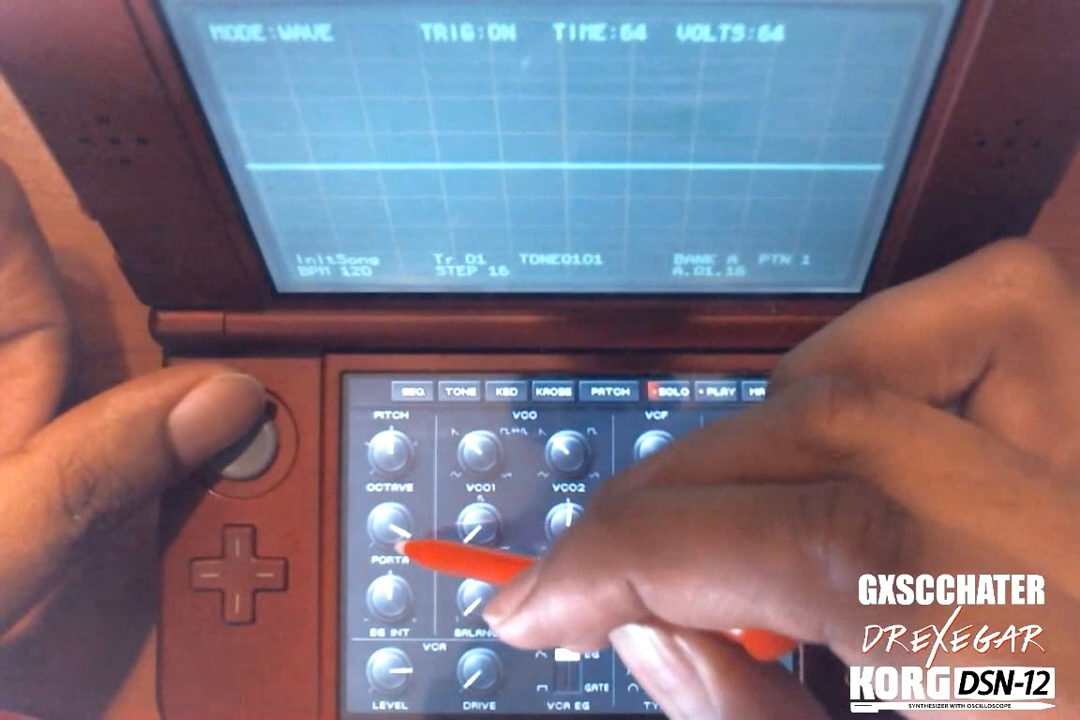 MODE:WAVE TRIG:ON TIME:64 VOLTS:64
InitSong Tr 01 TONE0101 BANK A PTN 1
BPM 120 STEP 16 A.01.16
SEQ. TONE KBD KAOSS PATCH SOLO PLAY
PITCH VCO VCF
OCTAVE VCO1 VCO2
PORTA
EG INT
VCA
EG
GATE
LEVEL DRIVE VCA EG
GXSCCHATER
DREXEGAR
KORG DSN-12
SYNTHESIZER WITH OSCILLOSCOPE